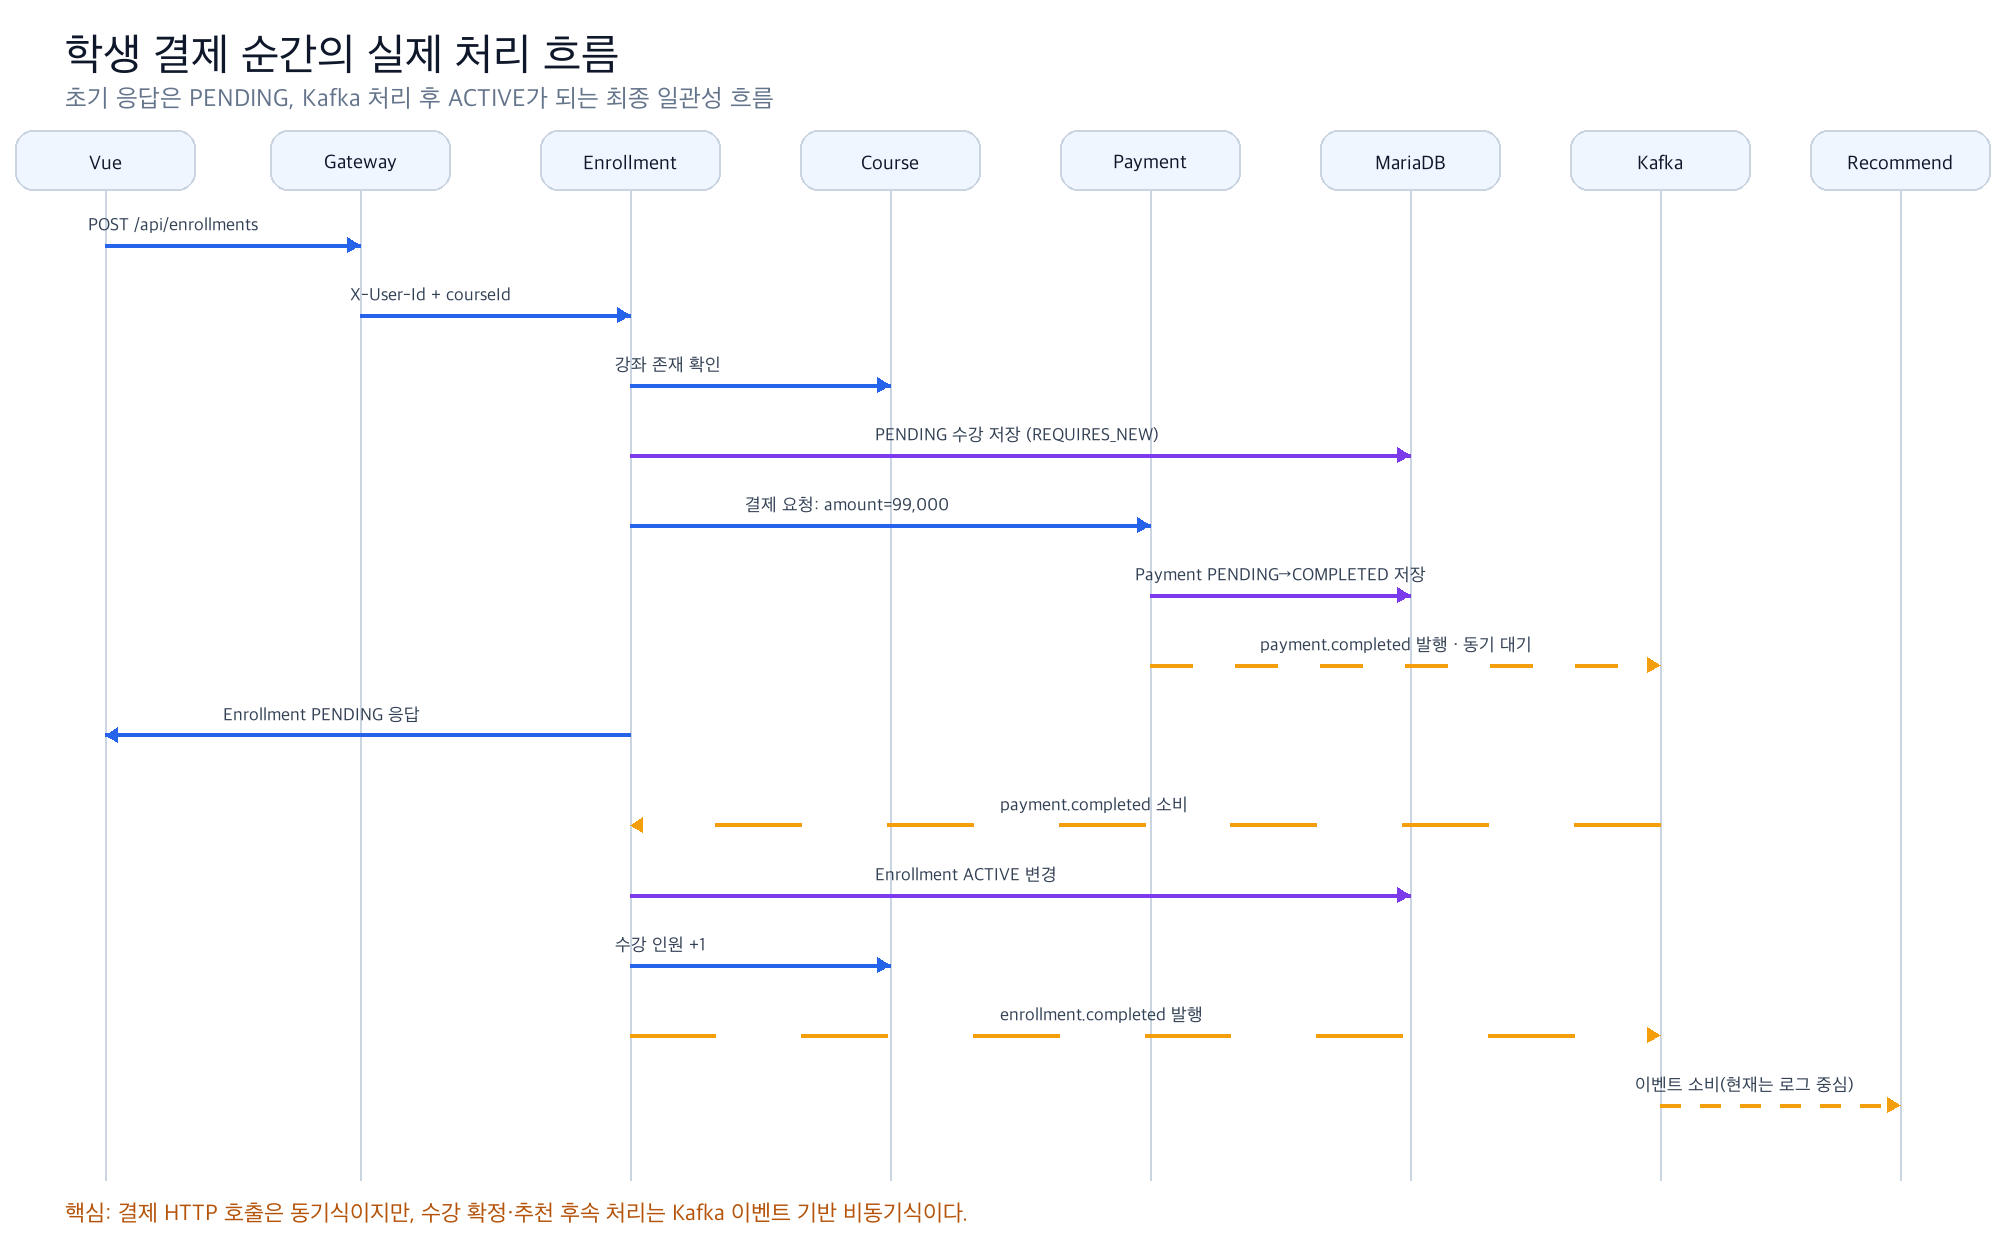 학생 결제 순간의 실제 처리 흐름
초기 응답은 PENDING, Kafka 처리 후 ACTIVE가 되는 최종 일관성 흐름
Vue
Gateway
Enrollment
Course
Payment
MariaDB
Kafka
Recommend
POST /api/enrollments
X-User-Id + courseId
강좌 존재 확인
PENDING 수강 저장 (REQUIRES_NEW)
결제 요청: amount=99,000
Payment PENDING→COMPLETED 저장
payment.completed 발행 · 동기 대기
Enrollment PENDING 응답
payment.completed 소비
Enrollment ACTIVE 변경
수강 인원 +1
enrollment.completed 발행
이벤트 소비(현재는 로그 중심)
핵심: 결제 HTTP 호출은 동기식이지만, 수강 확정·추천 후속 처리는 Kafka 이벤트 기반 비동기식이다.